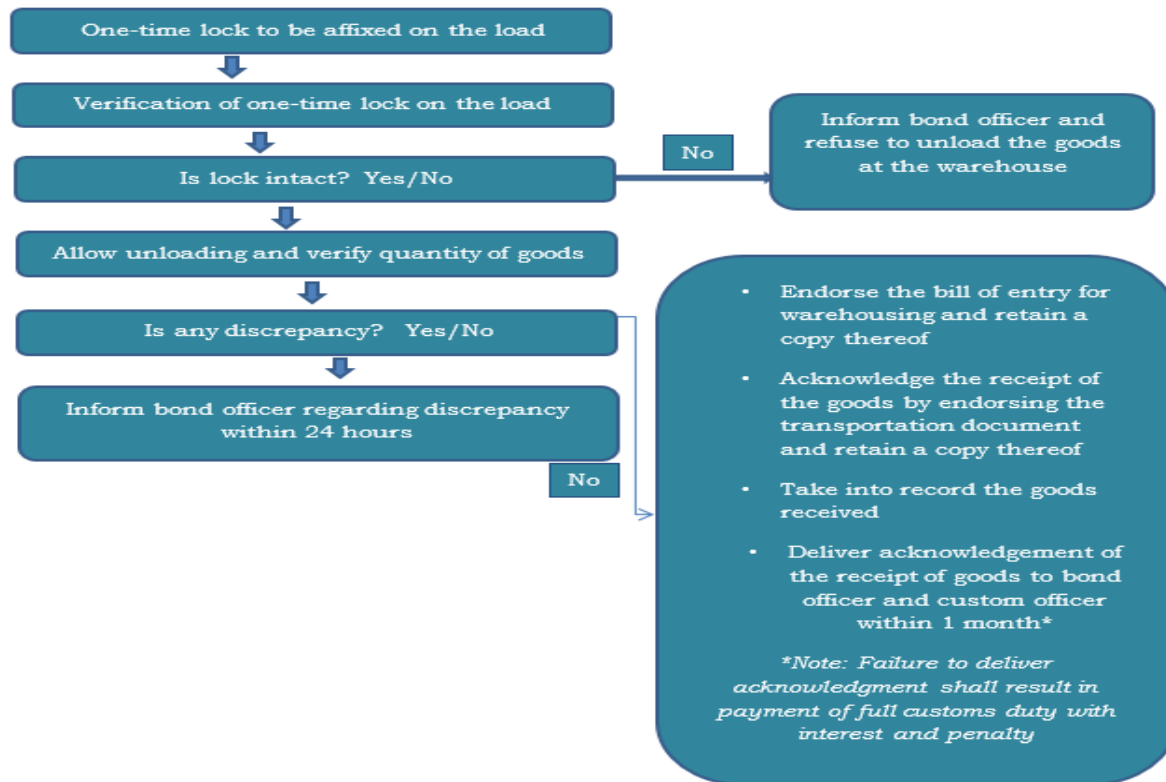 One-time lock to be affixed on the load
Verification of one-time lock on the load
Is lock intact? Yes/No
No
Inform bond officer and
refuse to unload the goods
at the warehouse
Allow unloading and verify quantity of goods
Is any discrepancy? Yes/No
Inform bond officer regarding discrepancy
within 24 hours
No
• Endorse the bill of entry for
warehousing and retain a
copy thereof
• Acknowledge the receipt of
the goods by endorsing the
transportation document
and retain a copy thereof
• Take into record the goods
received
• Deliver acknowledgement of
the receipt of goods to bond
officer and custom officer
within 1 month*
*Note: Failure to deliver
acknowledgment shall result in
payment of full customs duty with
interest and penalty